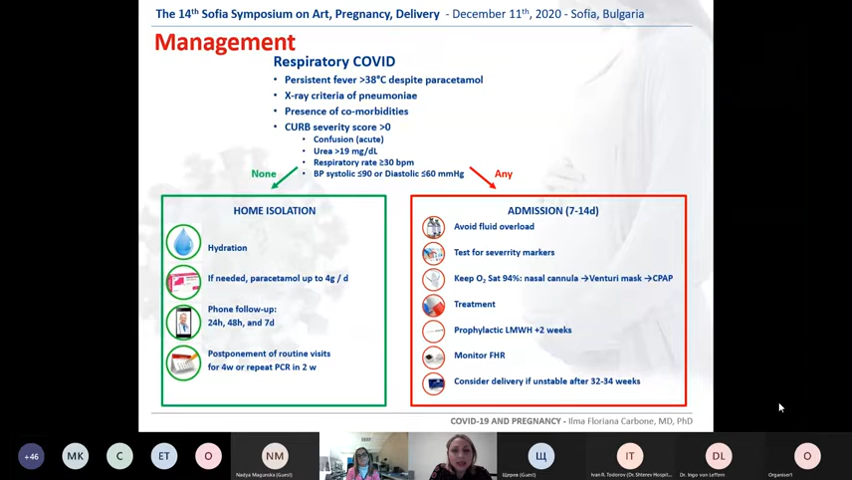 The 14th Sofia Symposium on Art, Pregnancy, Delivery - December 11th, 2020 - Sofia, Bulgaria
Management
Respiratory COVID
• Persistent fever >38°C despite paracetamol
• X-ray criteria of pneumoniae
• Presence of co-morbidities
• CURB severity score >0
• Confusion (acute)
• Urea >19 mg/dL
• Respiratory rate ≥30 bpm
• BP systolic ≤90 or Diastolic ≤60 mmHg
None
Any
HOME ISOLATION
Hydration
If needed, paracetamol up to 4g / d
Phone follow-up:
24h, 48h, and 7d
Postponement of routine visits
for 4w or repeat PCR in 2 w
ADMISSION (7-14d)
Avoid fluid overload
Test for severrity markers
Keep O₂ Sat 94%: nasal cannula →Venturi mask →CPAP
Treatment
Prophylactic LMWH +2 weeks
Monitor FHR
Consider delivery if unstable after 32-34 weeks
COVID-19 AND PREGNANCY - Ilma Floriana Carbone, MD, PhD
+46
MK
C
ET
O
NM
Nadya Magunska (Guest)
Щ
Щерев (Guest)
IT
Ivan R. Todorov (Dr. Shterev Hospit...
DL
Dr. Ingo von Leffern
O
Organiser1